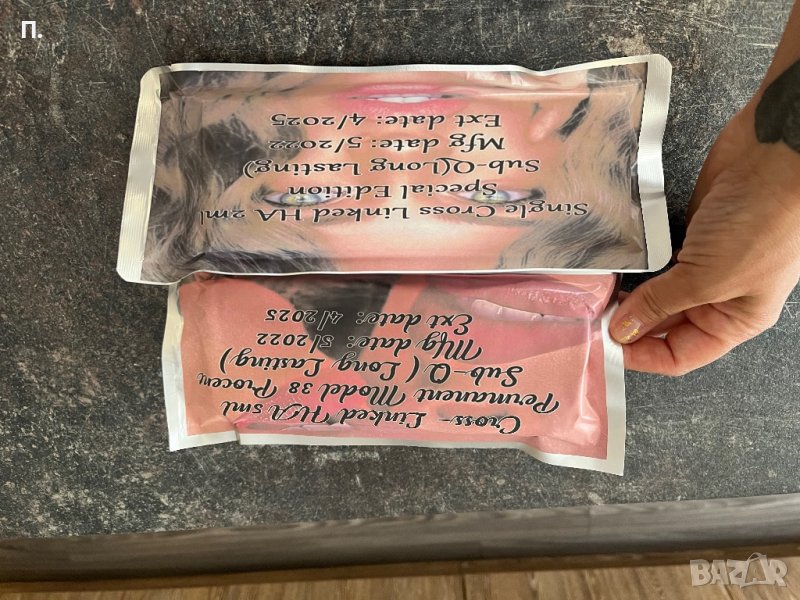 П.
Single Cross Linked HA 2ml
Special Edition
Sub-Q(Long Lasting)
Mfg date: 5/2022
Ext date: 4/2025
Cross-Linked HA 5ml
Permanent Model 38 Procent
Sub-Q (Long Lasting)
Mfg date: 5/2022
Ext date: 4/2025
BAZAR